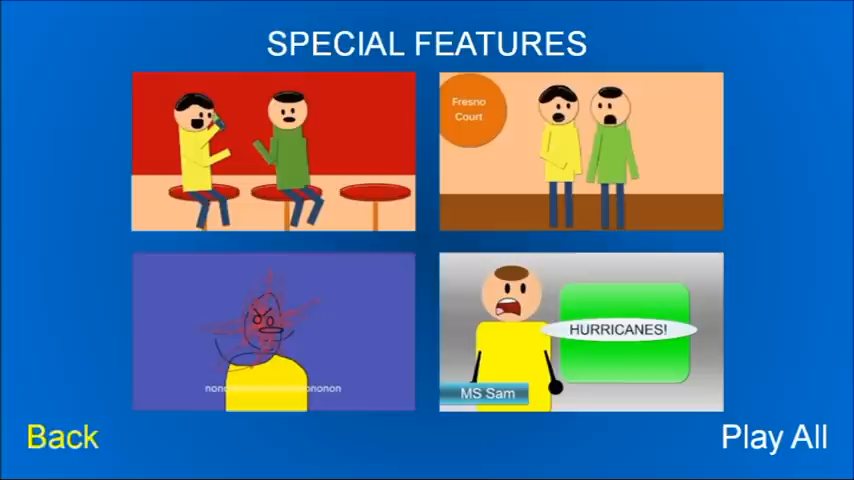 SPECIAL FEATURES
Fresno
Court
HURRICANES!
MS Sam
Back
Play All